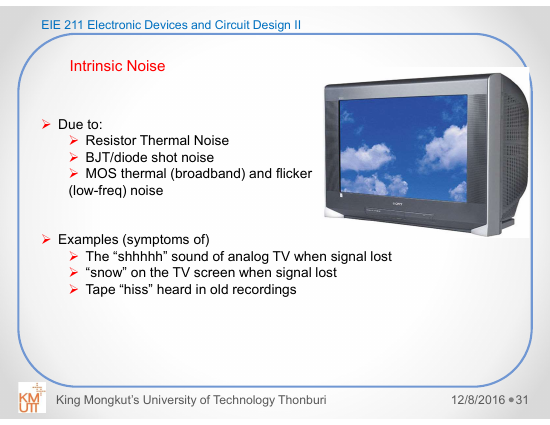 EIE 211 Electronic Devices and Circuit Design II
Intrinsic Noise
➢ Due to:
➢ Resistor Thermal Noise
➢ BJT/diode shot noise
➢ MOS thermal (broadband) and flicker
(low-freq) noise
➢ Examples (symptoms of)
➢ The “shhhhh” sound of analog TV when signal lost
➢ “snow” on the TV screen when signal lost
➢ Tape “hiss” heard in old recordings
KMUTT
King Mongkut’s University of Technology Thonburi
12/8/2016 ●31